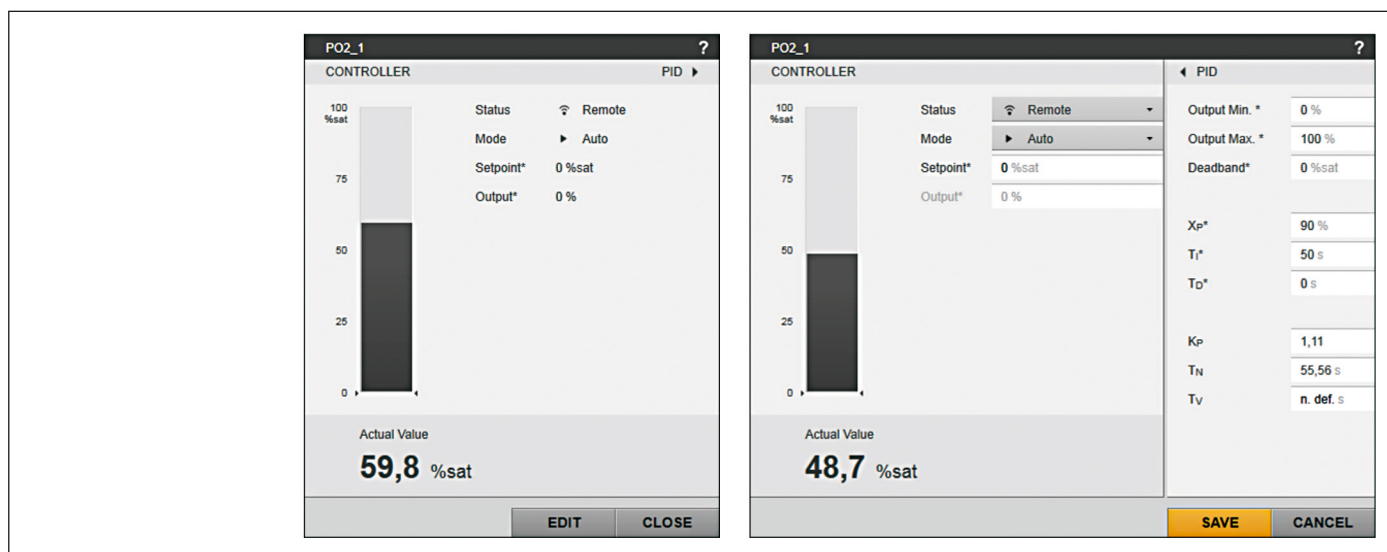 PO2_1 ?
CONTROLLER PID
100 %sat
Status Remote
Mode Auto
75
Setpoint* 0 %sat
Output* 0 %
50
25
0
Actual Value
59,8 %sat
EDIT CLOSE
PO2_1 ?
CONTROLLER
100 %sat
Status Remote
Mode Auto
75
Setpoint* 0 %sat
Output* 0 %
50
25
0
Actual Value
48,7 %sat
PID
Output Min. * 0 %
Output Max. * 100 %
Deadband* 0 %sat
XP* 90 %
TI* 50 s
TD* 0 s
KP 1,11
TN 55,56 s
TV n. def. s
SAVE CANCEL